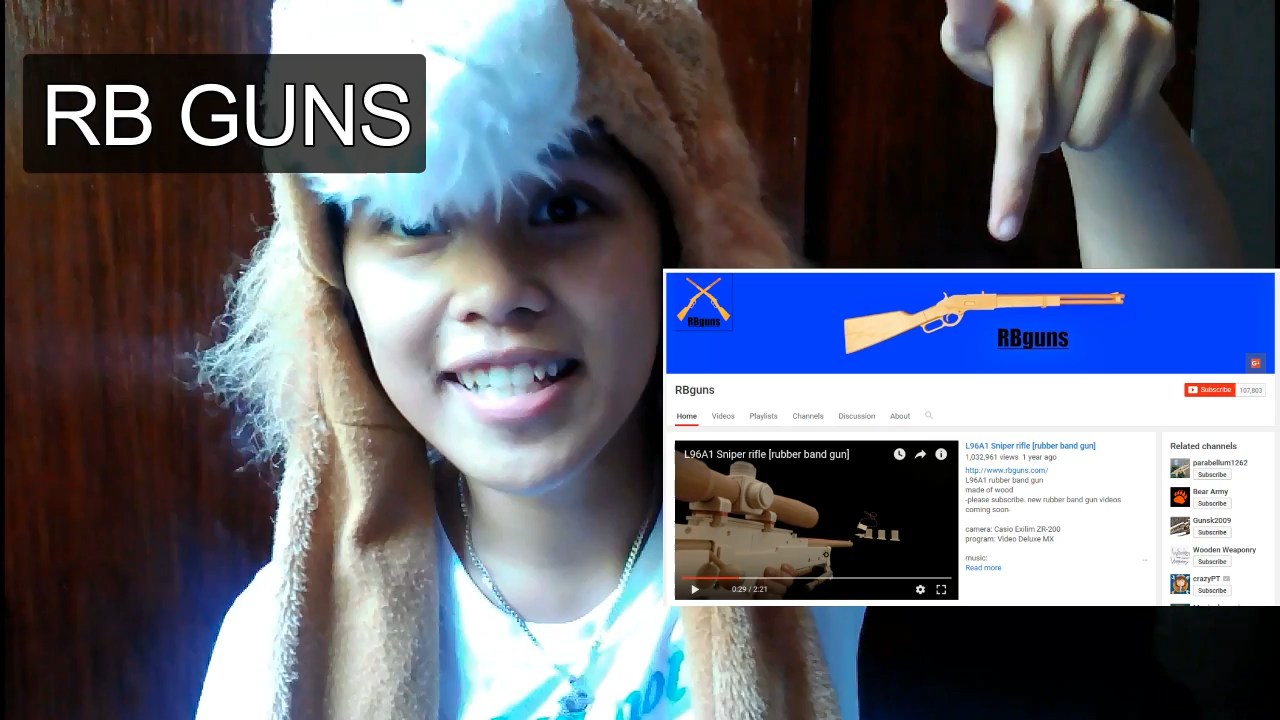 RB GUNS
RBguns
RBguns
G+
RBguns
Subscribe 107,803
Home Videos Playlists Channels Discussion About
L96A1 Sniper rifle [rubber band gun]
0:29 / 2:21
L96A1 Sniper rifle [rubber band gun]
1,032,961 views 1 year ago
http://www.rbguns.com/
L96A1 rubber band gun
made of wood
-please subscribe. new rubber band gun videos
coming soon-
camera: Casio Exilim ZR-200
program: Video Deluxe MX
music:
...
Read more
Related channels
parabellum1262
Subscribe
Bear Army
Subscribe
Gunsk2009
Subscribe
Wooden Weaponry
Subscribe
crazyPT
Subscribe
not